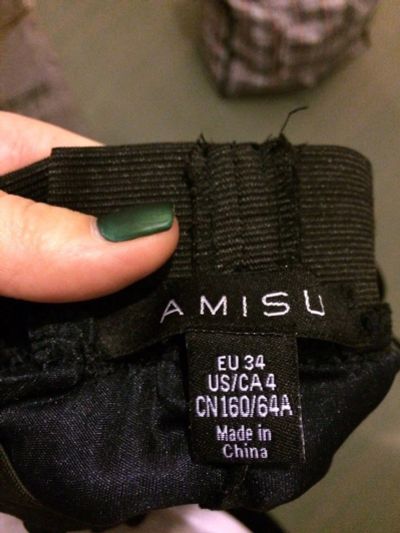 AMISU
EU 34
US/CA 4
CN160/64A
Made in
China